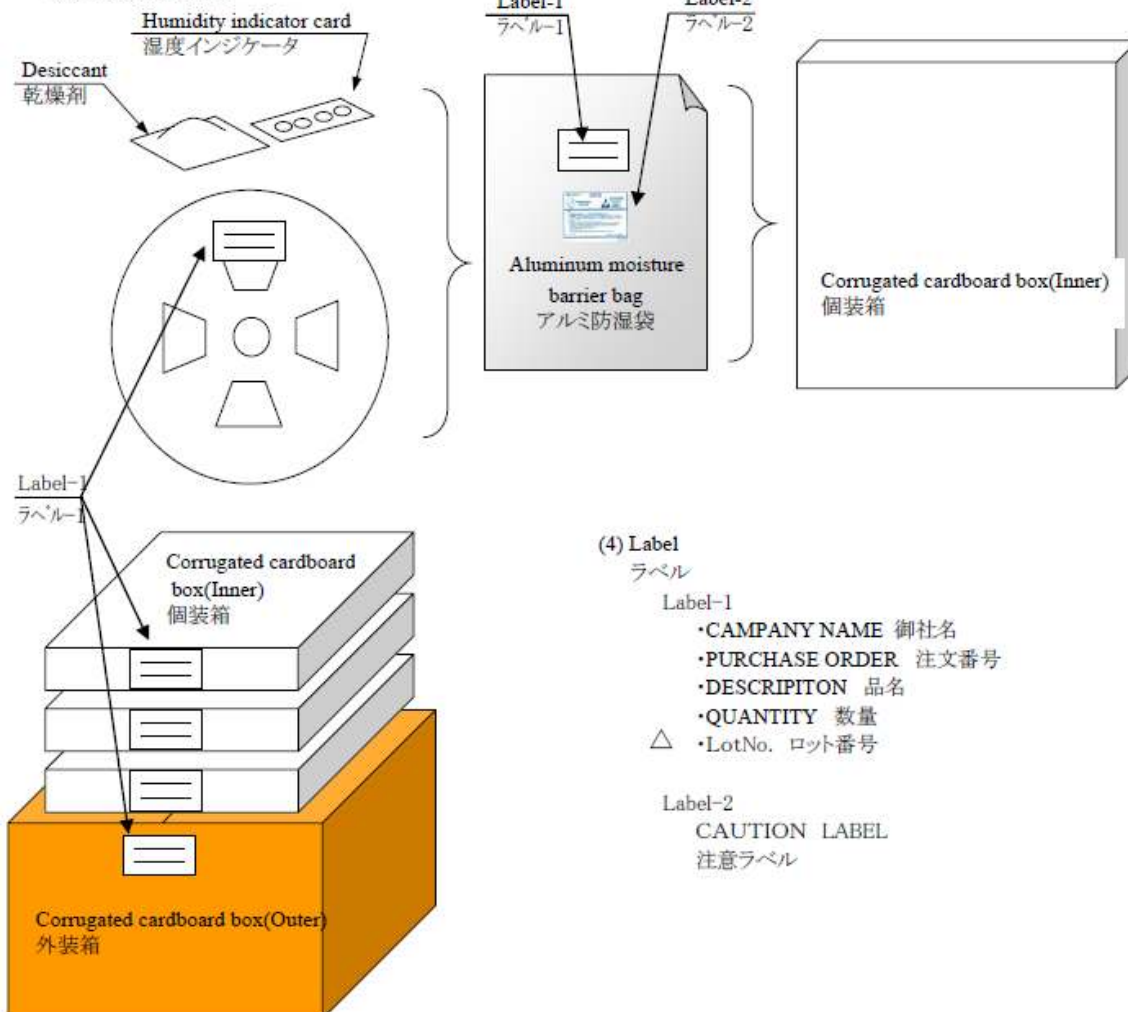 Label-1
Label-2
ラベル-1
ラベル-2
Humidity indicator card
湿度インジケータ
Desiccant
乾燥剤
Aluminum moisture
barrier bag
アルミ防湿袋
Corrugated cardboard box(Inner)
個装箱
Label-1
ラベル-1
Corrugated cardboard
box(Inner)
個装箱
Corrugated cardboard box(Outer)
外装箱
(4) Label
ラベル
Label-1
・CAMPANY NAME 御社名
・PURCHASE ORDER 注文番号
・DESCRIPITON 品名
・QUANTITY 数量
△ ・LotNo. ロット番号
Label-2
CAUTION LABEL
注意ラベル